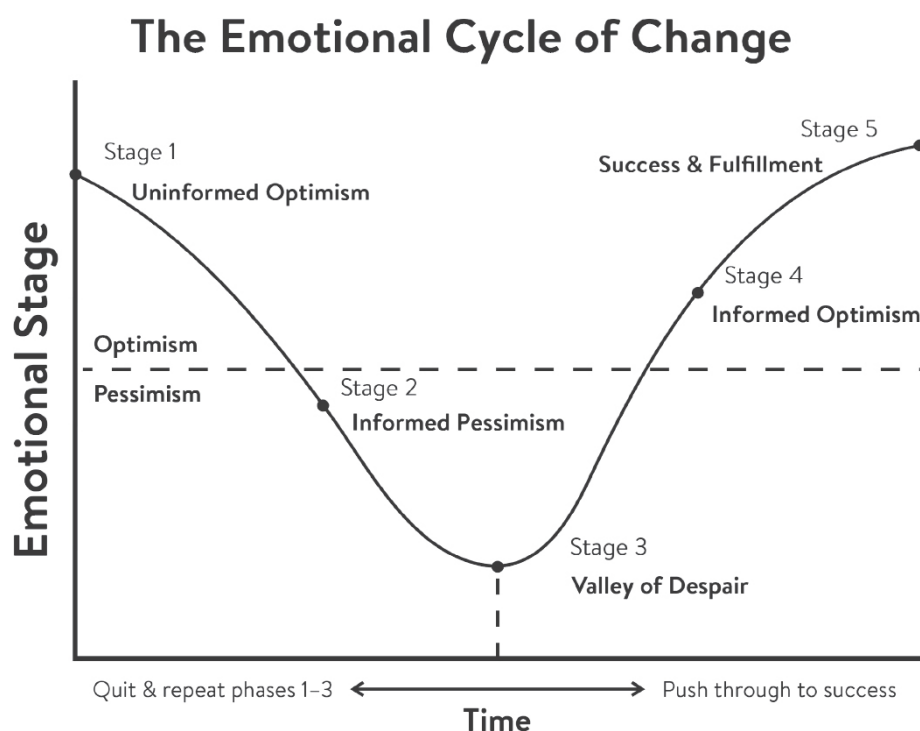 The Emotional Cycle of Change
Stage 1
Uninformed Optimism
Stage 5
Success & Fulfillment
Stage 4
Informed Optimism
Emotional Stage
Optimism
Pessimism
Stage 2
Informed Pessimism
Stage 3
Valley of Despair
Quit & repeat phases 1–3
Push through to success
Time